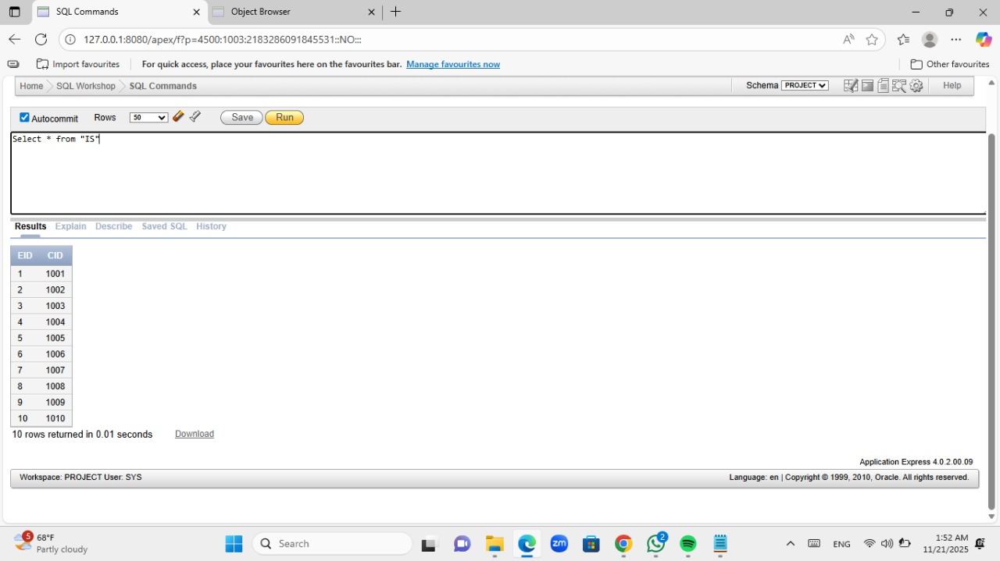 SQL Commands
Object Browser
127.0.0.1:8080/apex/f?p=4500:1003:2183286091845531::NO:::
Import favourites
For quick access, place your favourites here on the favourites bar. Manage favourites now
Other favourites
Home SQL Workshop SQL Commands
Schema PROJECT
Help
Autocommit Rows 50 Save Run
Select * from "IS"
Results Explain Describe Saved SQL History
EID CID
1 1001
2 1002
3 1003
4 1004
5 1005
6 1006
7 1007
8 1008
9 1009
10 1010
10 rows returned in 0.01 seconds Download
Application Express 4.0.2.00.09
Workspace: PROJECT User: SYS
Language: en | Copyright © 1999, 2010, Oracle. All rights reserved.
5
68°F
Partly cloudy
Search
zm
2
ENG
1:52 AM
11/21/2025